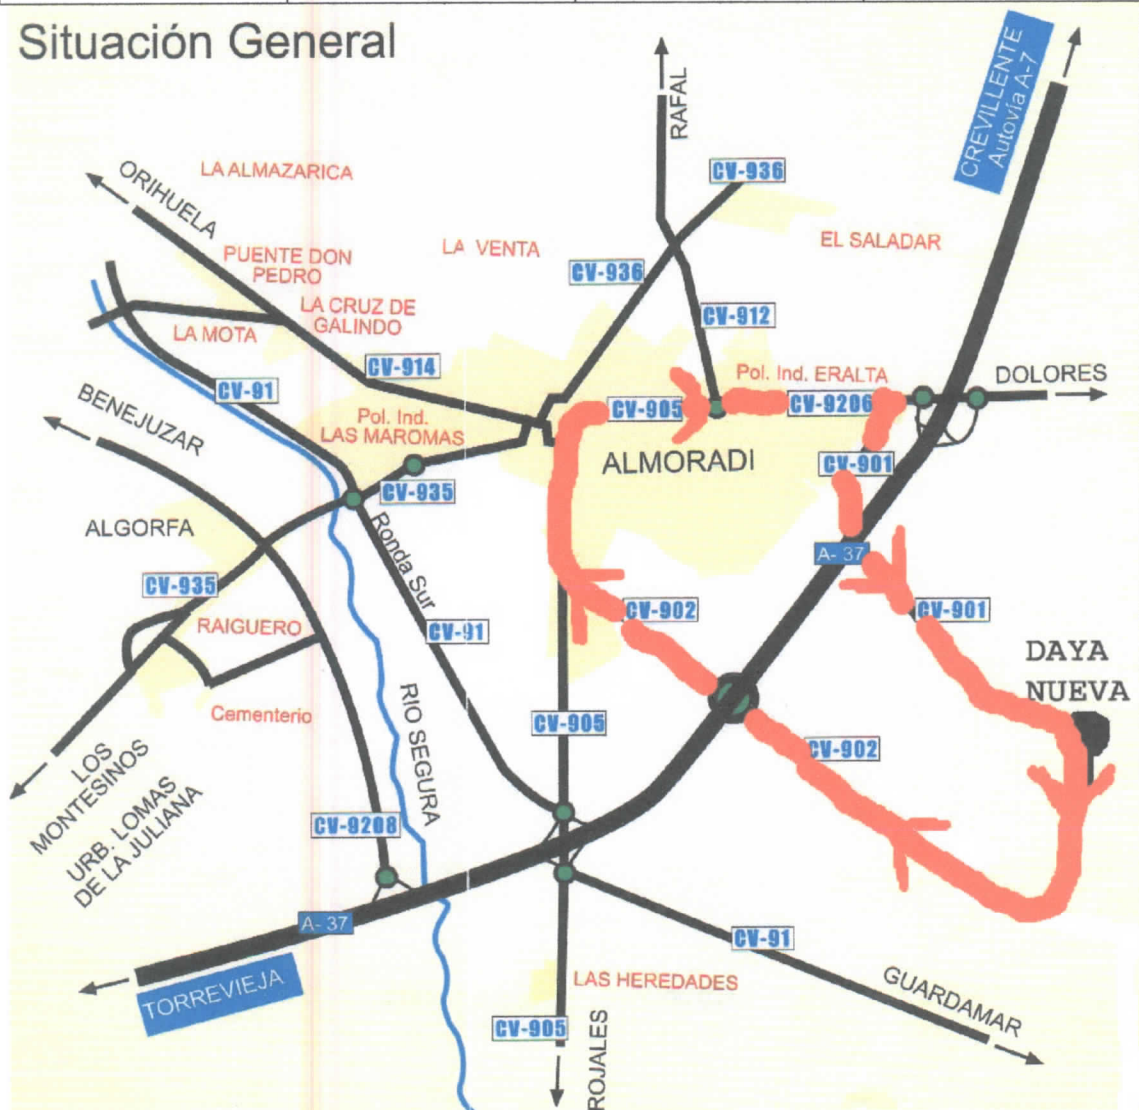 Situación General
CREVILLENTE
Autovía A-7
RAFAL
ORIHUELA
LA ALMAZARICA
CV-936
PUENTE DON
PEDRO
LA VENTA
EL SALADAR
CV-936
LA CRUZ DE
GALINDO
LA MOTA
CV-912
CV-914
CV-91
Pol. Ind. ERALTA
DOLORES
BENEJUZAR
Pol. Ind.
LAS MAROMAS
CV-905
CV-9206
ALMORADI
CV-901
CV-935
ALGORFA
Ronda Sur
A- 37
CV-935
RAIGUERO
CV-91
CV-902
CV-901
DAYA
NUEVA
Cementerio
RIO SEGURA
CV-905
CV-902
LOS
MONTESINOS
URB. LOMAS
DE LA JULIANA
CV-9208
A- 37
CV-91
TORREVIEJA
LAS HEREDADES
GUARDAMAR
CV-905
ROJALES